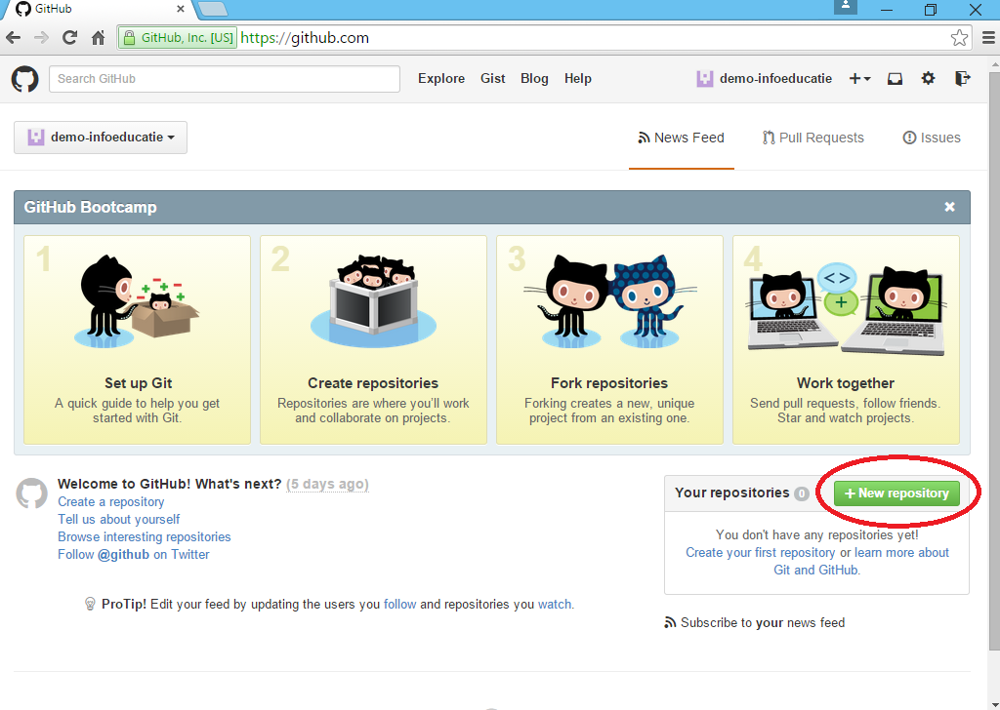 GitHub
GitHub, Inc. [US] https://github.com
Search GitHub
Explore Gist Blog Help
demo-infoeducatie
demo-infoeducatie
News Feed Pull Requests Issues
GitHub Bootcamp
1
Set up Git
A quick guide to help you get
started with Git.
2
Create repositories
Repositories are where you'll work
and collaborate on projects.
3
Fork repositories
Forking creates a new, unique
project from an existing one.
4
Work together
Send pull requests, follow friends.
Star and watch projects.
Welcome to GitHub! What's next? (5 days ago)
Create a repository
Tell us about yourself
Browse interesting repositories
Follow @github on Twitter
ProTip! Edit your feed by updating the users you follow and repositories you watch.
Your repositories 0
New repository
You don't have any repositories yet!
Create your first repository or learn more about
Git and GitHub.
Subscribe to your news feed